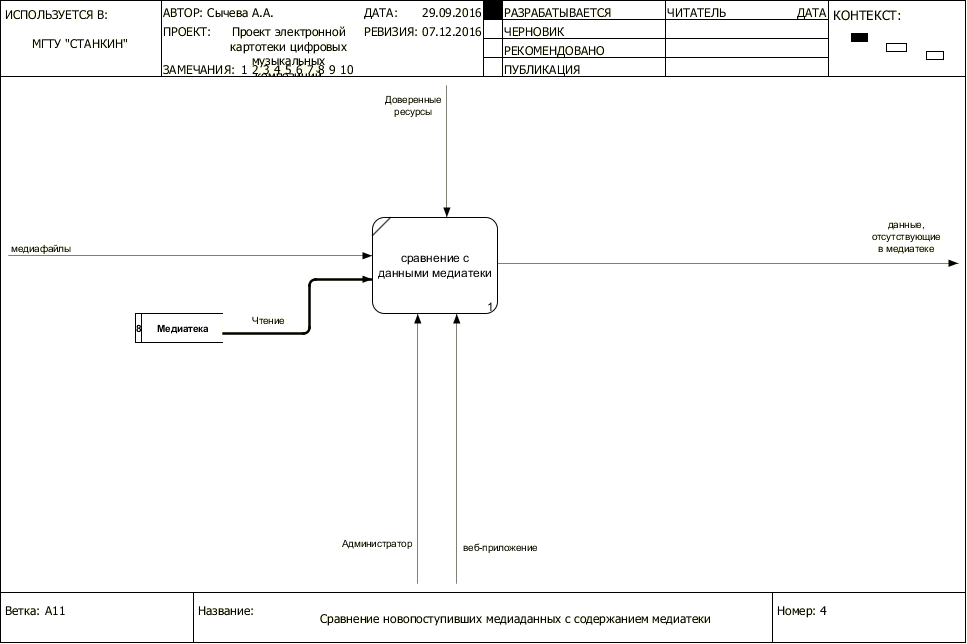 ИСПОЛЬЗУЕТСЯ В:
МГТУ "СТАНКИН"
АВТОР: Сычева А.А.
ДАТА: 29.09.2016
ПРОЕКТ: Проект электронной
картотеки цифровых
музыкальных
РЕВИЗИЯ: 07.12.2016
ЗАМЕЧАНИЯ: 1 2 3 4 5 6 7 8 9 10
РАЗРАБАТЫВАЕТСЯ
ЧЕРНОВИК
РЕКОМЕНДОВАНО
ПУБЛИКАЦИЯ
ЧИТАТЕЛЬ ДАТА
КОНТЕКСТ:
Доверенные
ресурсы
медиафайлы
сравнение с
данными медиатеки
1
данные,
отсутствующие
в медиатеке
8 Медиатека
Чтение
Администратор
веб-приложение
Ветка: A11
Название: Сравнение новопоступивших медиаданных с содержанием медиатеки
Номер: 4